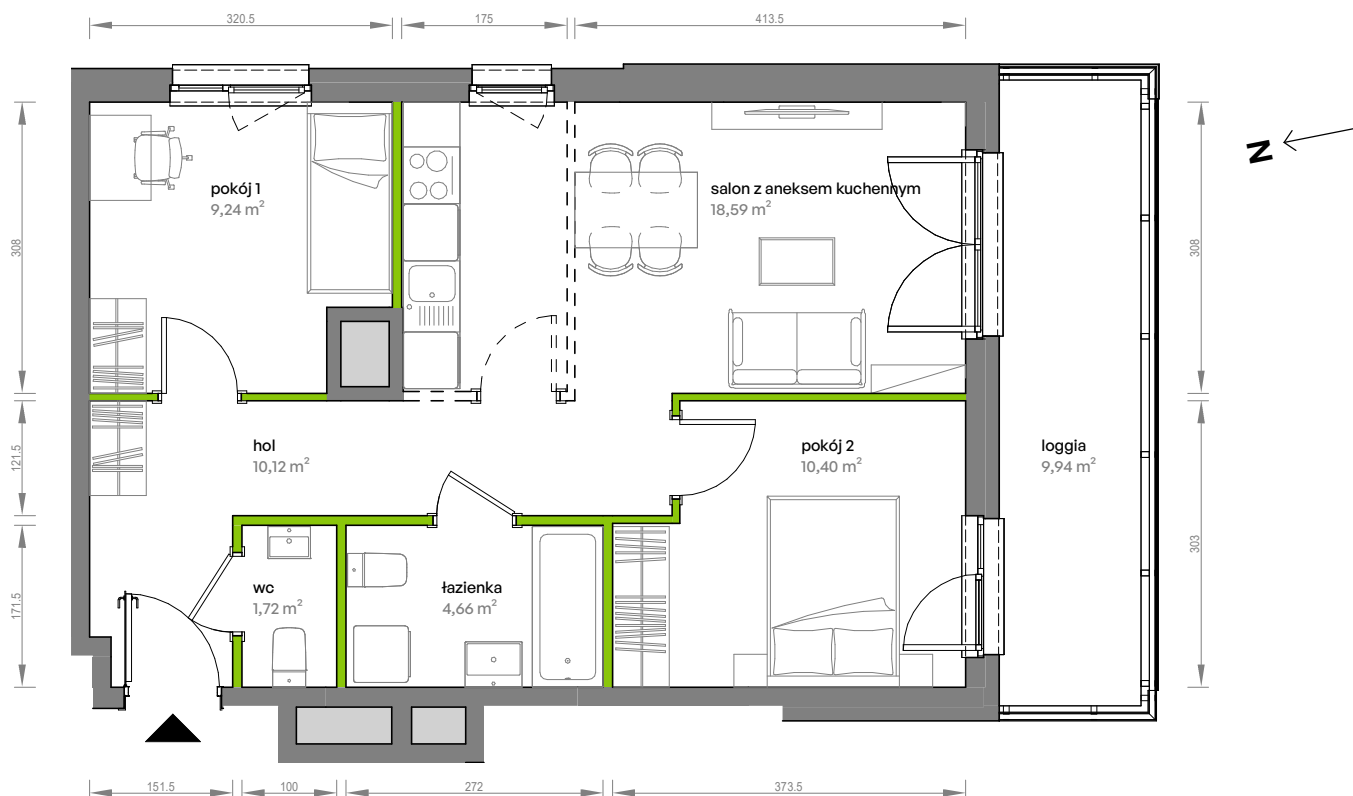 320.5
175
413.5
308
121.5
171.5
308
303
N
pokój 1
9,24 m²
salon z aneksem kuchennym
18,59 m²
hol
10,12 m²
pokój 2
10,40 m²
loggia
9,94 m²
wc
1,72 m²
łazienka
4,66 m²
151.5
100
272
373.5